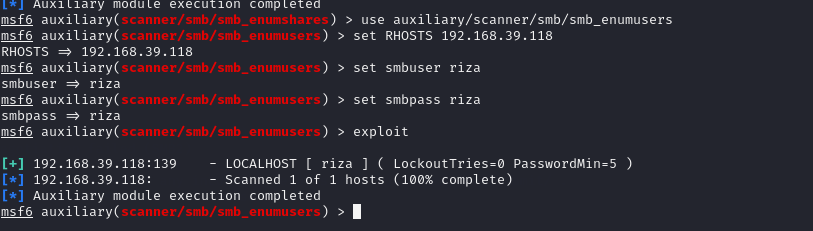 [*] Auxiliary module execution completed
msf6 auxiliary(scanner/smb/smb_enumshares) > use auxiliary/scanner/smb/smb_enumusers
msf6 auxiliary(scanner/smb/smb_enumusers) > set RHOSTS 192.168.39.118
RHOSTS => 192.168.39.118
msf6 auxiliary(scanner/smb/smb_enumusers) > set smbuser riza
smbuser => riza
msf6 auxiliary(scanner/smb/smb_enumusers) > set smbpass riza
smbpass => riza
msf6 auxiliary(scanner/smb/smb_enumusers) > exploit
[+] 192.168.39.118:139    - LOCALHOST [ riza ] ( LockoutTries=0 PasswordMin=5 )
[*] 192.168.39.118:       - Scanned 1 of 1 hosts (100% complete)
[*] Auxiliary module execution completed
msf6 auxiliary(scanner/smb/smb_enumusers) >